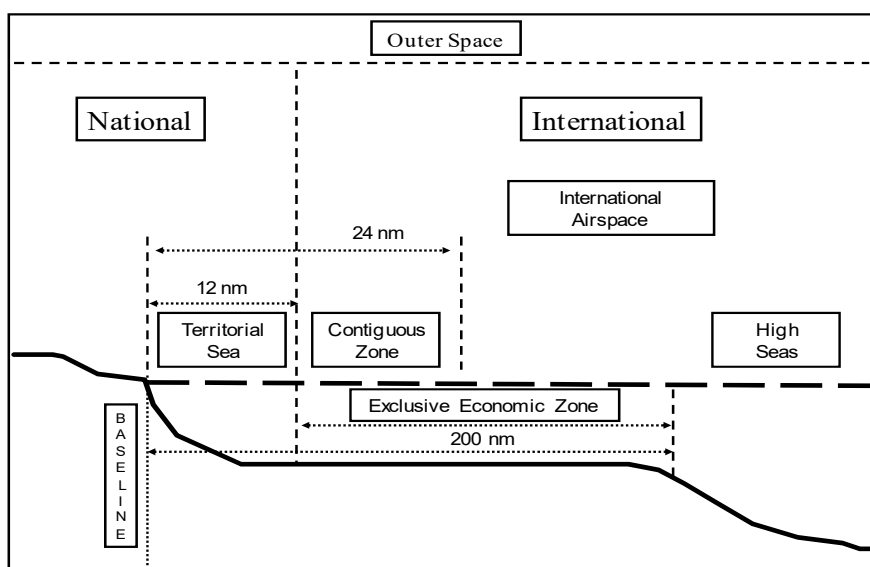 Outer Space
National
International
International
Airspace
24 nm
12 nm
Territorial
Sea
Contiguous
Zone
High
Seas
Exclusive Economic Zone
200 nm
BASELINE